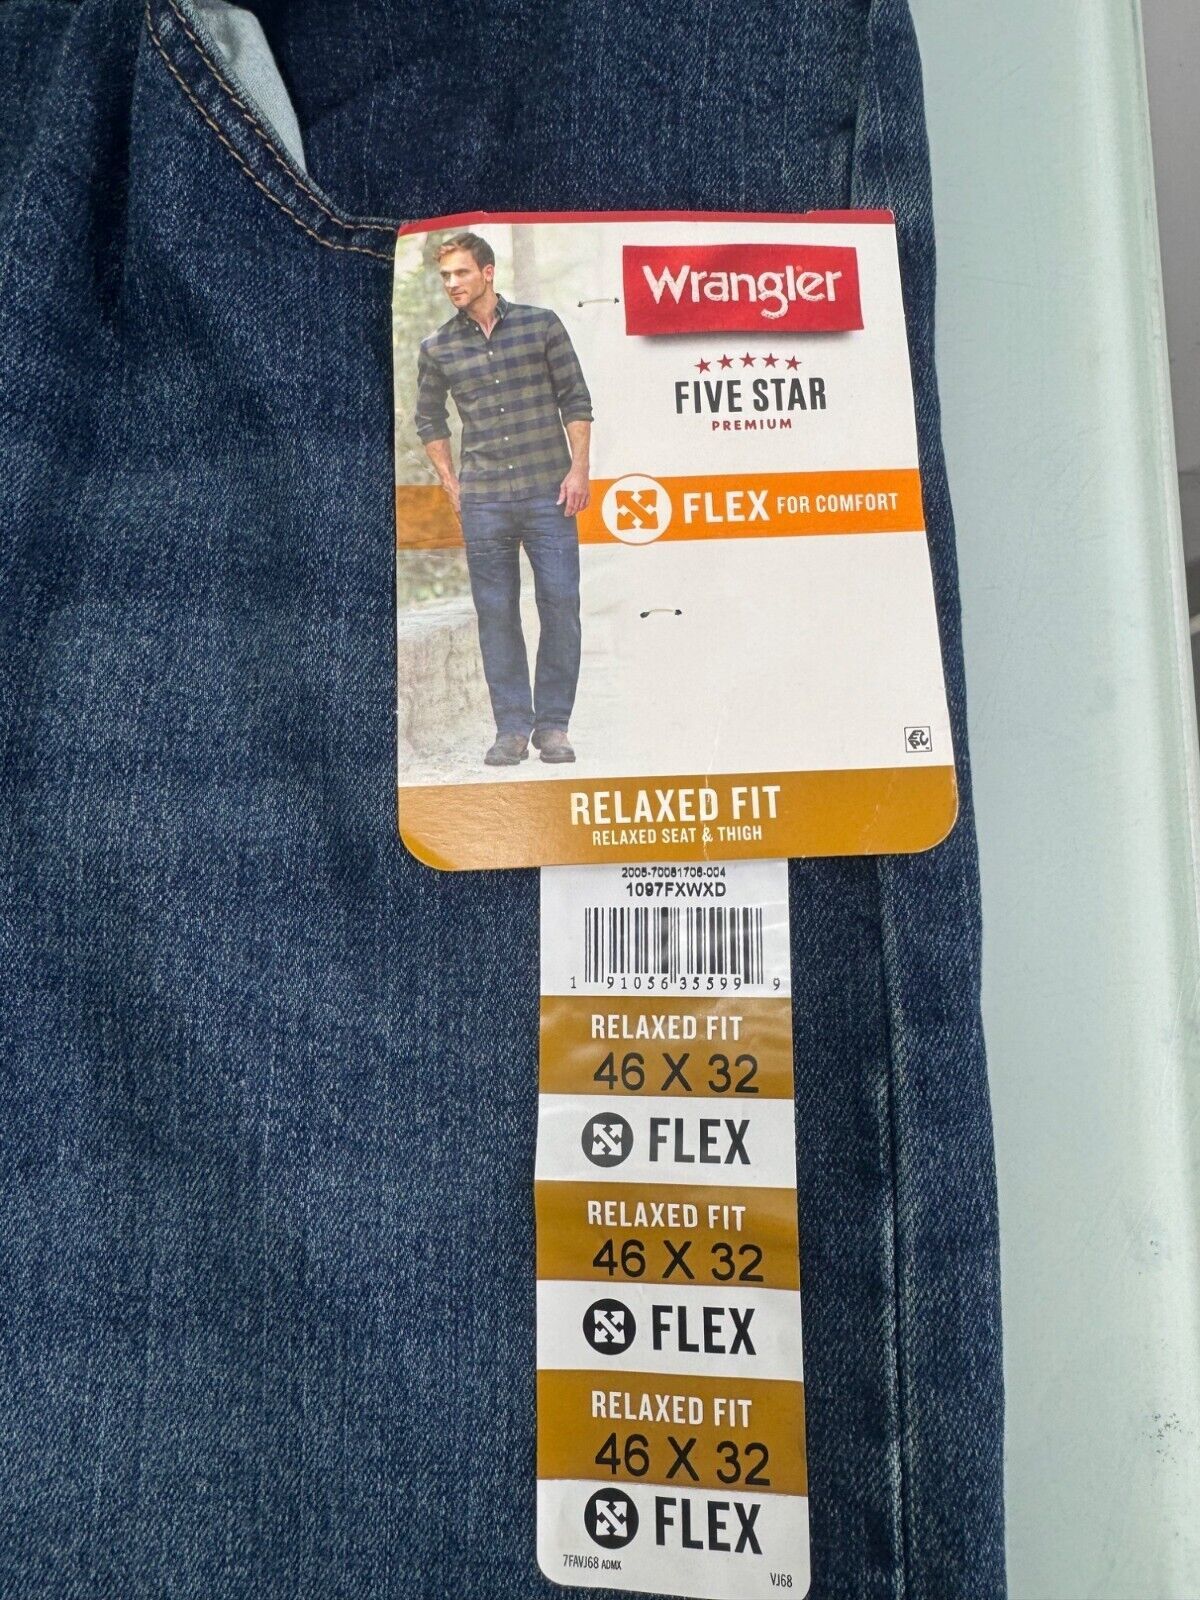 Wrangler
★★★★★
FIVE STAR
PREMIUM
FLEX FOR COMFORT
RELAXED FIT
RELAXED SEAT & THIGH
2005-70061706-004
1097FXWXD
1 91056 35599 9
RELAXED FIT
46 X 32
FLEX
RELAXED FIT
46 X 32
FLEX
RELAXED FIT
46 X 32
FLEX
7FAVJ68 ADMX
VJ68